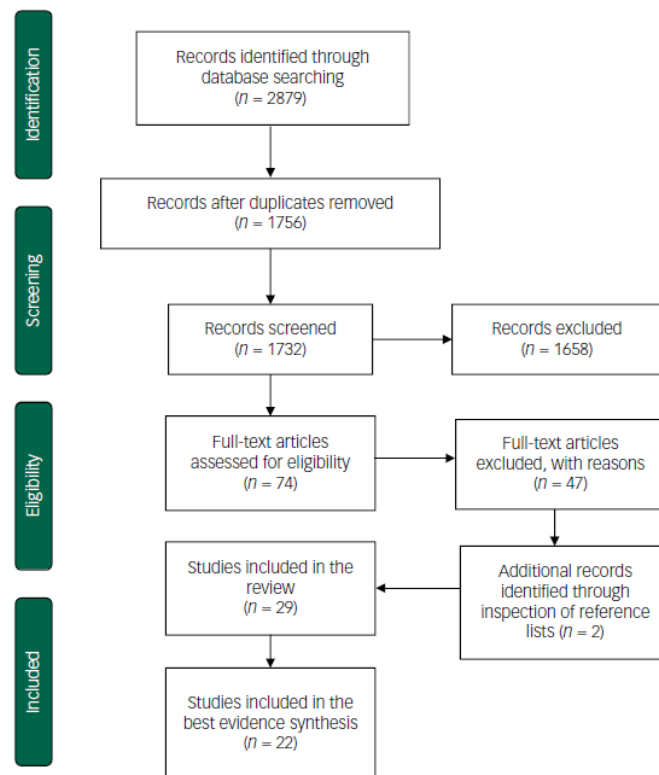 Identification
Records identified through
database searching
(n = 2879)
Records after duplicates removed
(n = 1756)
Screening
Records screened
(n = 1732)
Records excluded
(n = 1658)
Eligibility
Full-text articles
assessed for eligibility
(n = 74)
Full-text articles
excluded, with reasons
(n = 47)
Studies included in the
review
(n = 29)
Additional records
identified through
inspection of reference
lists (n = 2)
Included
Studies included in the
best evidence synthesis
(n = 22)